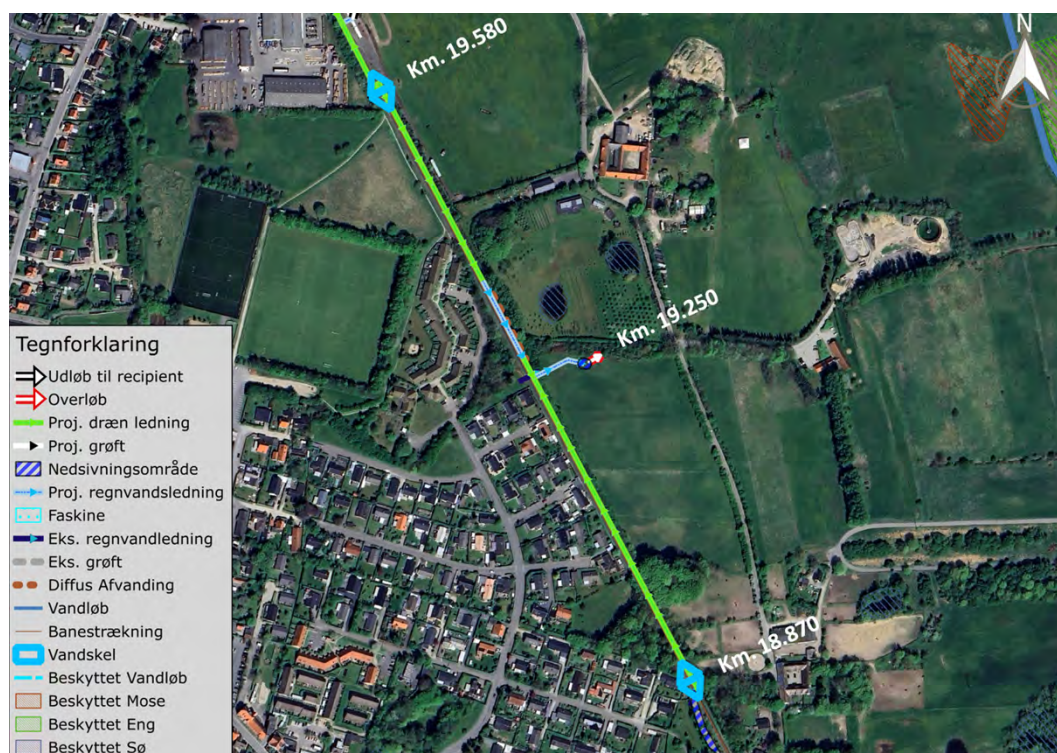 Km. 19.580
N
Km. 19.250
Km. 18.870
Tegnforklaring
Udløb til recipient
Overløb
Proj. dræn ledning
Proj. grøft
Nedsivningsområde
Proj. regnvandsledning
Faskine
Eks. regnvandledning
Eks. grøft
Diffus Afvanding
Vandløb
Banestrækning
Vandskel
Beskyttet Vandløb
Beskyttet Mose
Beskyttet Eng
Beskyttet Sø